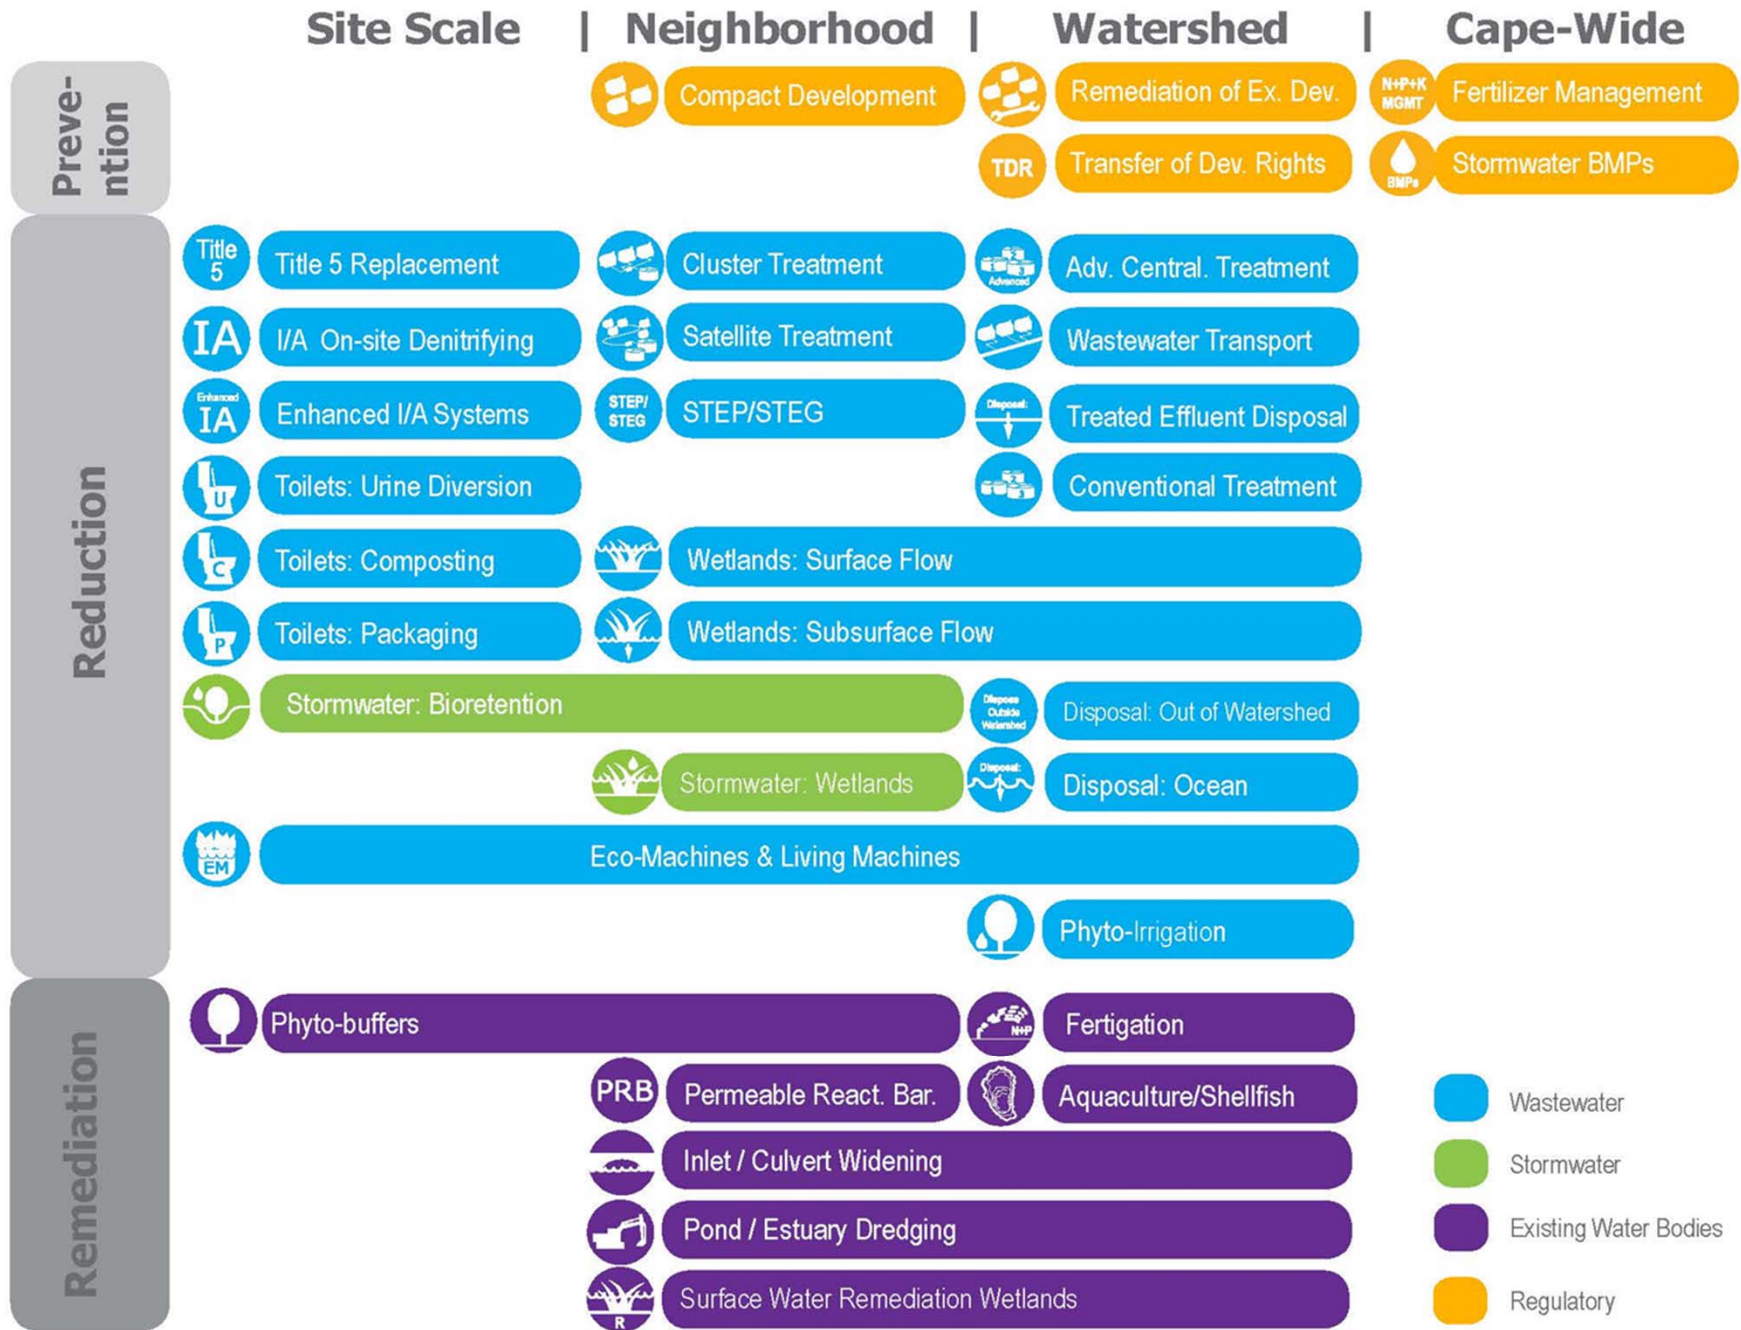 Site Scale | Neighborhood | Watershed | Cape-Wide
Preve-
ntion
Compact Development
Remediation of Ex. Dev.
N+P+K
MGMT
Fertilizer Management
TDR
Transfer of Dev. Rights
BMPs
Stormwater BMPs
Reduction
Title
5
Title 5 Replacement
Cluster Treatment
Advanced
Adv. Central. Treatment
IA
I/A On-site Denitrifying
Satellite Treatment
Wastewater Transport
Enhanced
IA
Enhanced I/A Systems
STEP/
STEG
STEP/STEG
Disposal:
Treated Effluent Disposal
U
Toilets: Urine Diversion
Conventional Treatment
C
Toilets: Composting
Wetlands: Surface Flow
P
Toilets: Packaging
Wetlands: Subsurface Flow
Stormwater: Bioretention
Dispose
Outside
Watershed
Disposal: Out of Watershed
Stormwater: Wetlands
Disposal:
Disposal: Ocean
EM
Eco-Machines & Living Machines
Phyto-Irrigation
Remediation
Phyto-buffers
N+P
Fertigation
PRB
Permeable React. Bar.
Aquaculture/Shellfish
Inlet / Culvert Widening
Pond / Estuary Dredging
R
Surface Water Remediation Wetlands
Wastewater
Stormwater
Existing Water Bodies
Regulatory